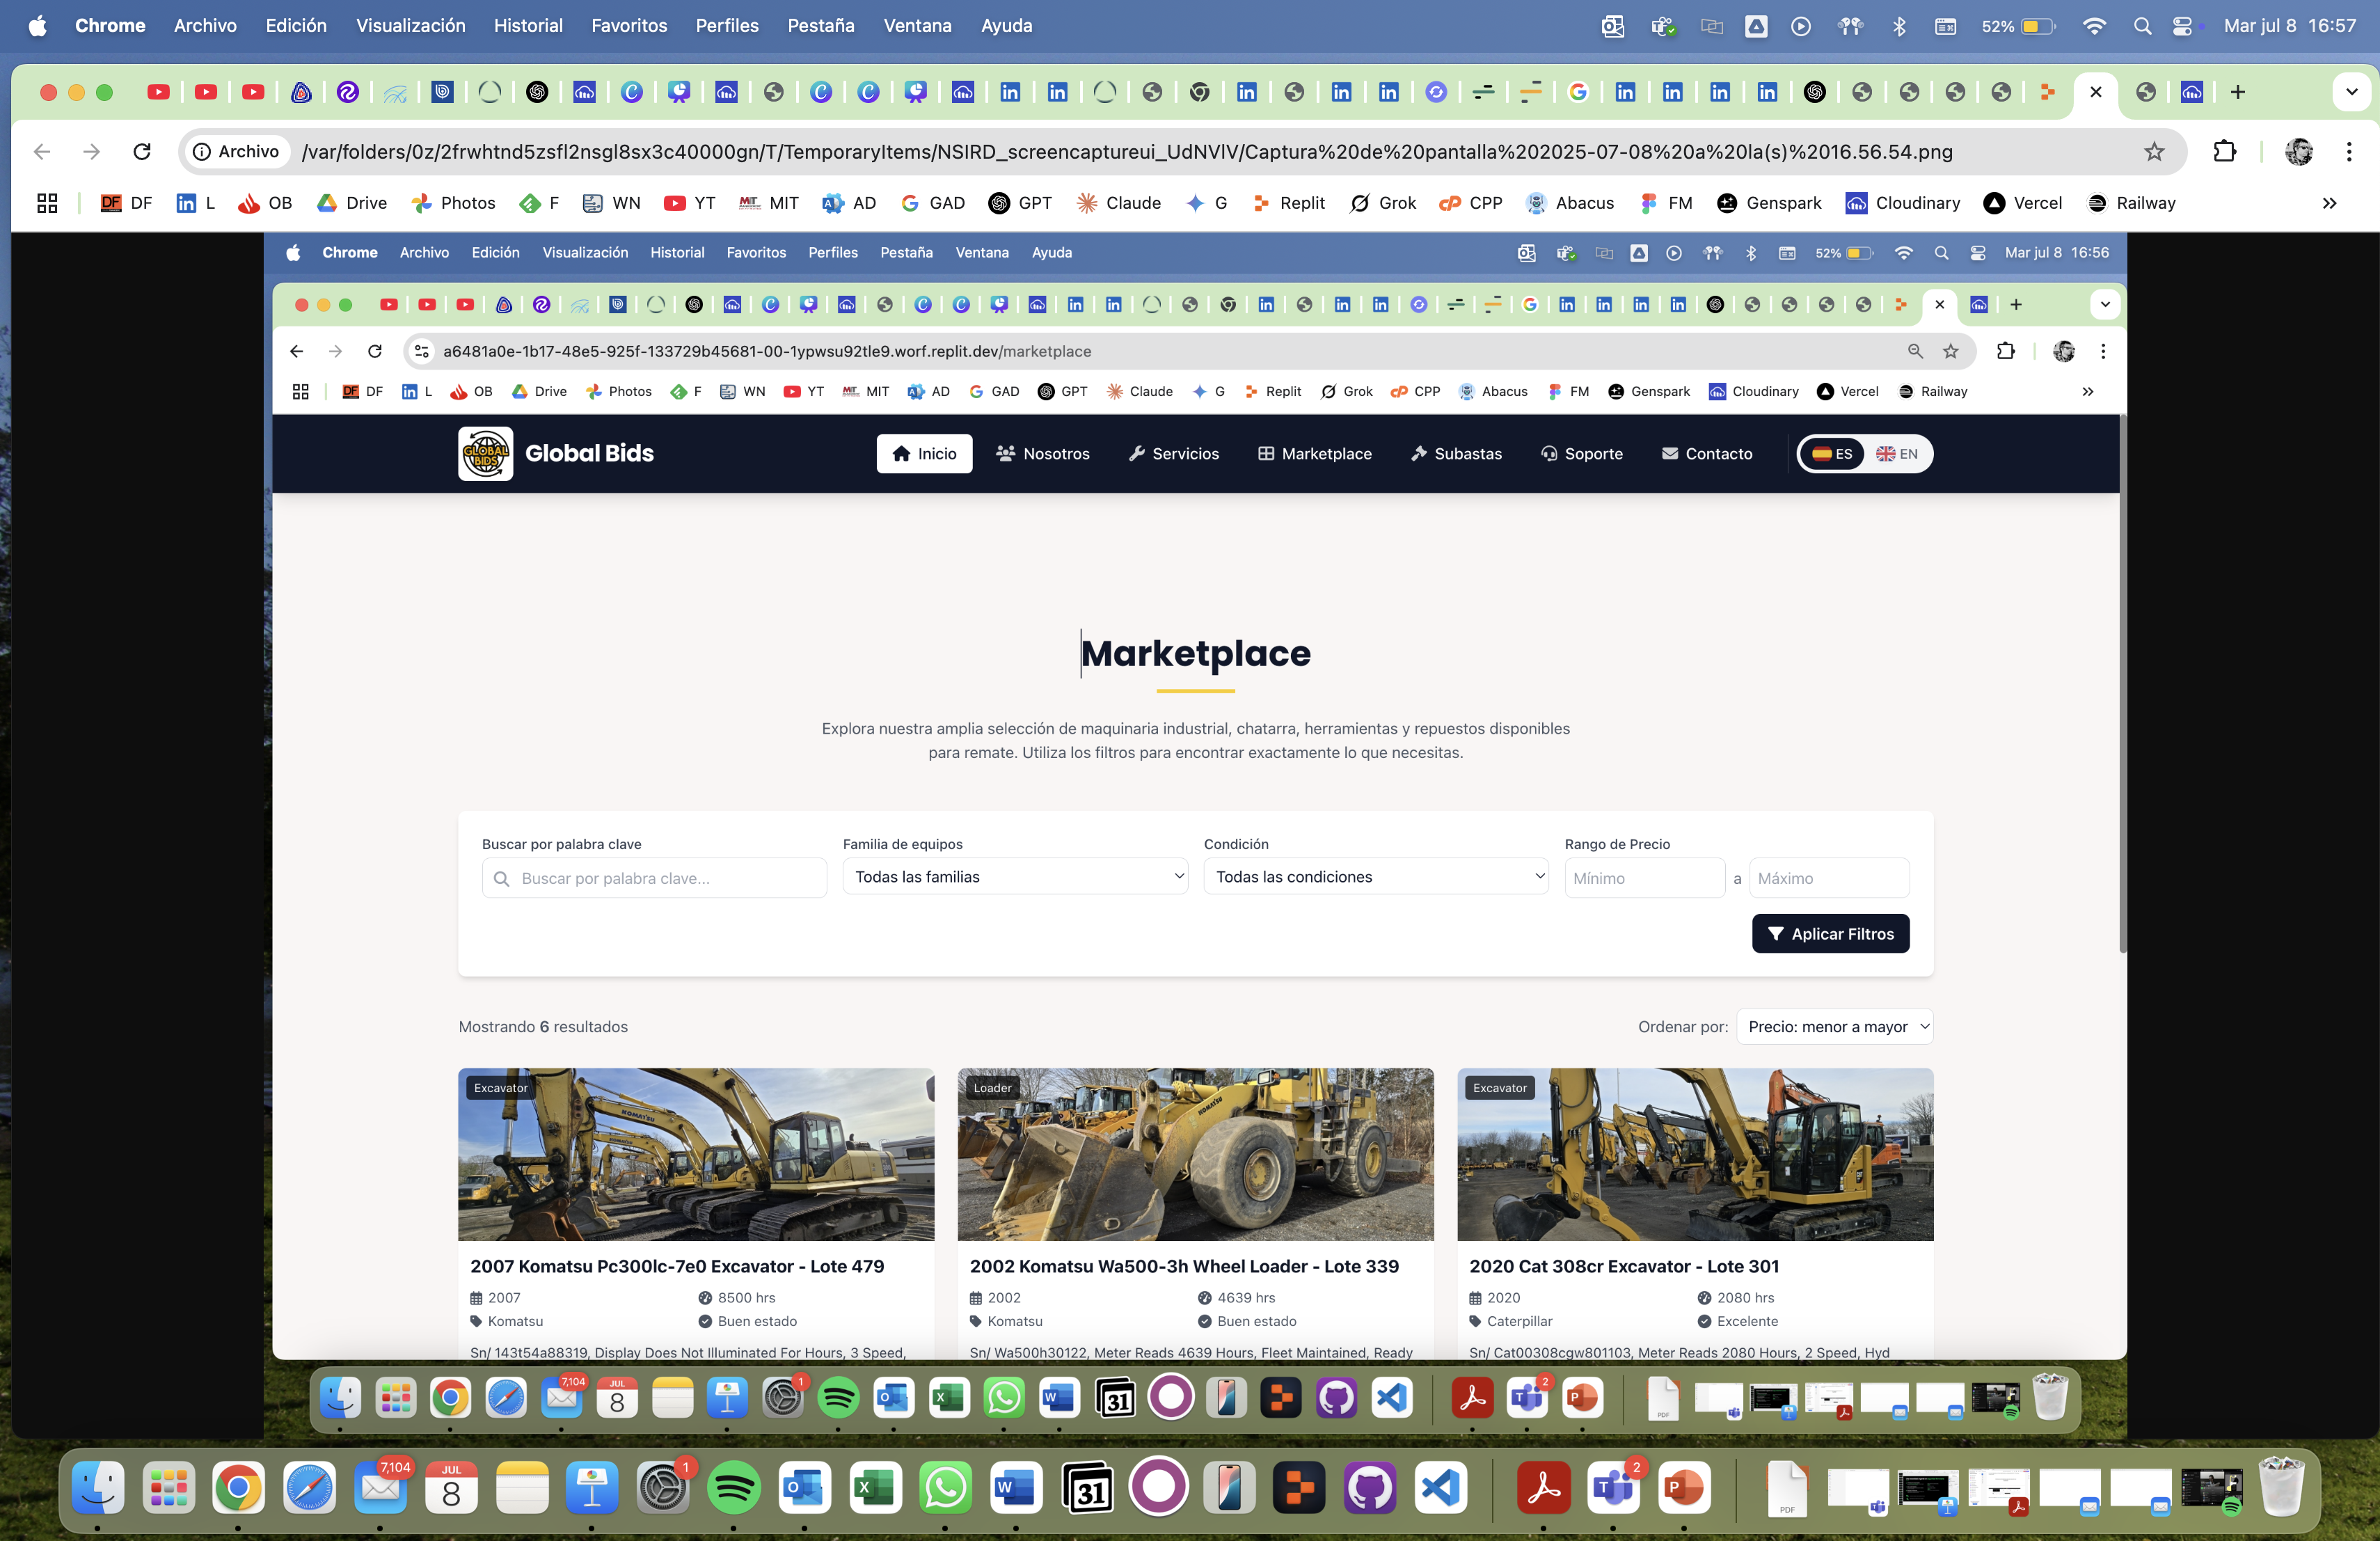 Chrome Archivo Edición Visualización Historial Favoritos Perfiles Pestaña Ventana Ayuda 52% Mar jul 8 16:57
Archivo /var/folders/0z/2frwhtnd5zsfl2nsgl8sx3c40000gn/T/TemporaryItems/NSIRD_screencaptureui_UdNVlV/Captura%20de%20pantalla%202025-07-08%20a%20la(s)%2016.56.54.png
DF L OB Drive Photos F WN YT MIT AD GAD GPT Claude G Replit Grok CPP Abacus FM Genspark Cloudinary Vercel Railway
Chrome Archivo Edición Visualización Historial Favoritos Perfiles Pestaña Ventana Ayuda 52% Mar jul 8 16:56
a6481a0e-1b17-48e5-925f-133729b45681-00-1ypwsu92tle9.worf.replit.dev/marketplace
DF L OB Drive Photos F WN YT MIT AD GAD GPT Claude G Replit Grok CPP Abacus FM Genspark Cloudinary Vercel Railway
GLOBAL BIDS Global Bids Inicio Nosotros Servicios Marketplace Subastas Soporte Contacto ES EN
Marketplace
Explora nuestra amplia selección de maquinaria industrial, chatarra, herramientas y repuestos disponibles
para remate. Utiliza los filtros para encontrar exactamente lo que necesitas.
Buscar por palabra clave Familia de equipos Condición Rango de Precio
Buscar por palabra clave... Todas las familias Todas las condiciones Mínimo a Máximo
Aplicar Filtros
Mostrando 6 resultados Ordenar por: Precio: menor a mayor
Excavator Loader Excavator
KOMATSU KOMATSU
2007 Komatsu Pc300lc-7e0 Excavator - Lote 479 2002 Komatsu Wa500-3h Wheel Loader - Lote 339 2020 Cat 308cr Excavator - Lote 301
2007 8500 hrs 2002 4639 hrs 2020 2080 hrs
Komatsu Buen estado Komatsu Buen estado Caterpillar Excelente
Sn/ 143t54a88319, Display Does Not Illuminated For Hours, 3 Speed, Sn/ Wa500h30122, Meter Reads 4639 Hours, Fleet Maintained, Ready Sn/ Cat00308cgw801103, Meter Reads 2080 Hours, 2 Speed, Hyd
7,104 JUL 8 1 31 2 PDF
7,104 JUL 8 1 31 2 PDF